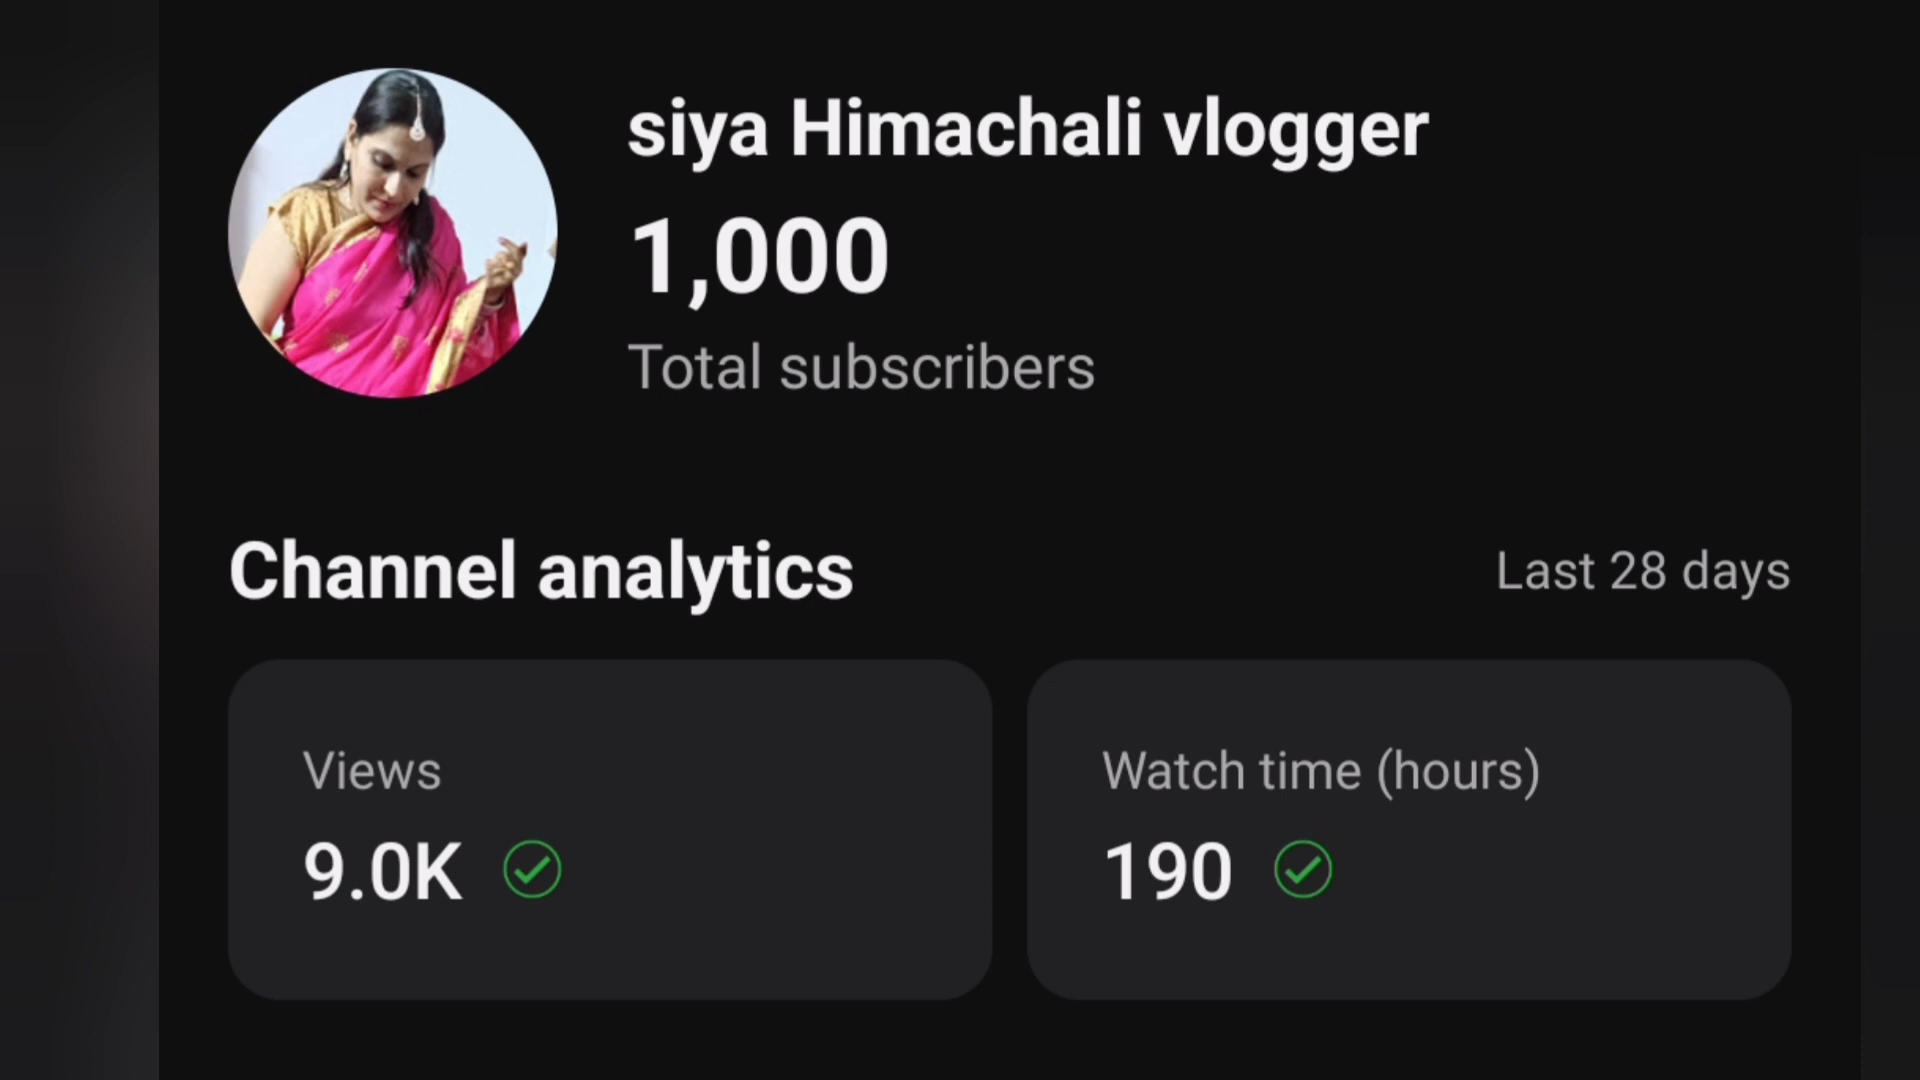 siya Himachali vlogger
1,000
Total subscribers
Channel analytics
Last 28 days
Views
Watch time (hours)
9.0K
190